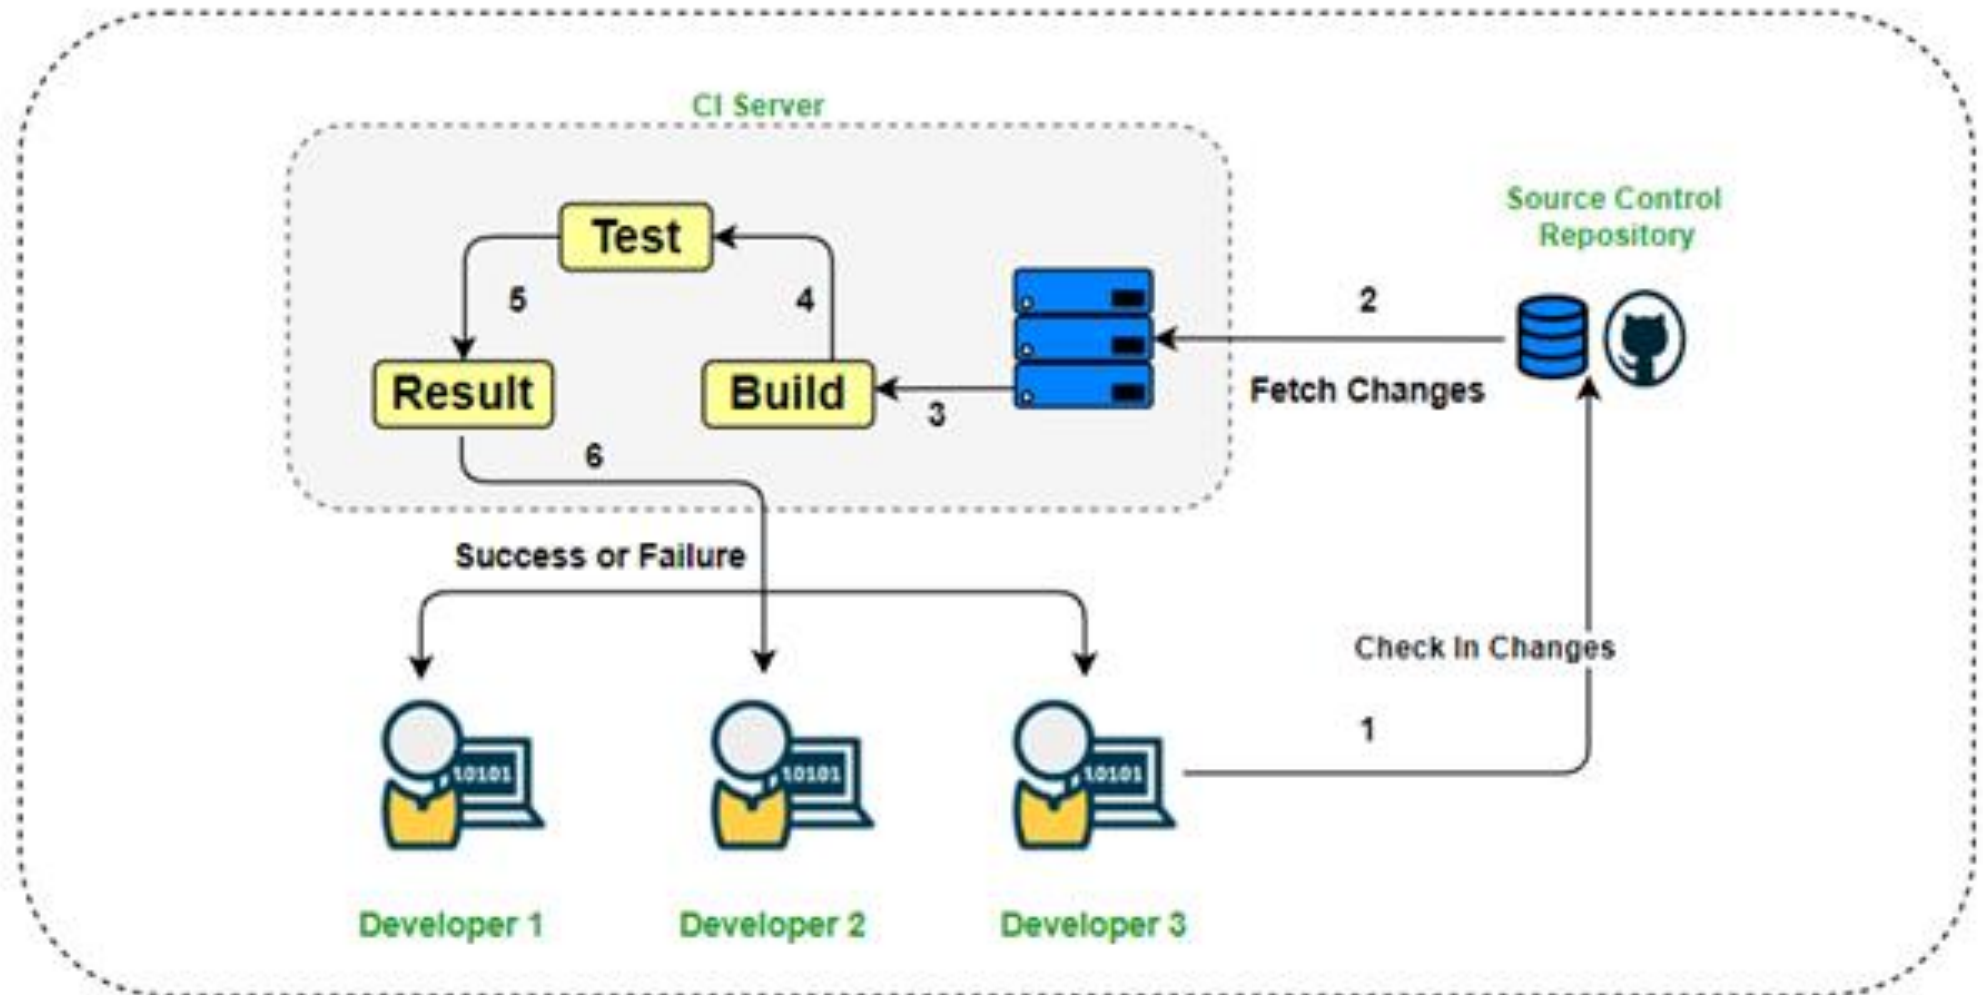 CI Server
Source Control
Repository
Test
5
4
2
Result
Build
3
Fetch Changes
6
Success or Failure
Check In Changes
1
10101
10101
10101
Developer 1
Developer 2
Developer 3